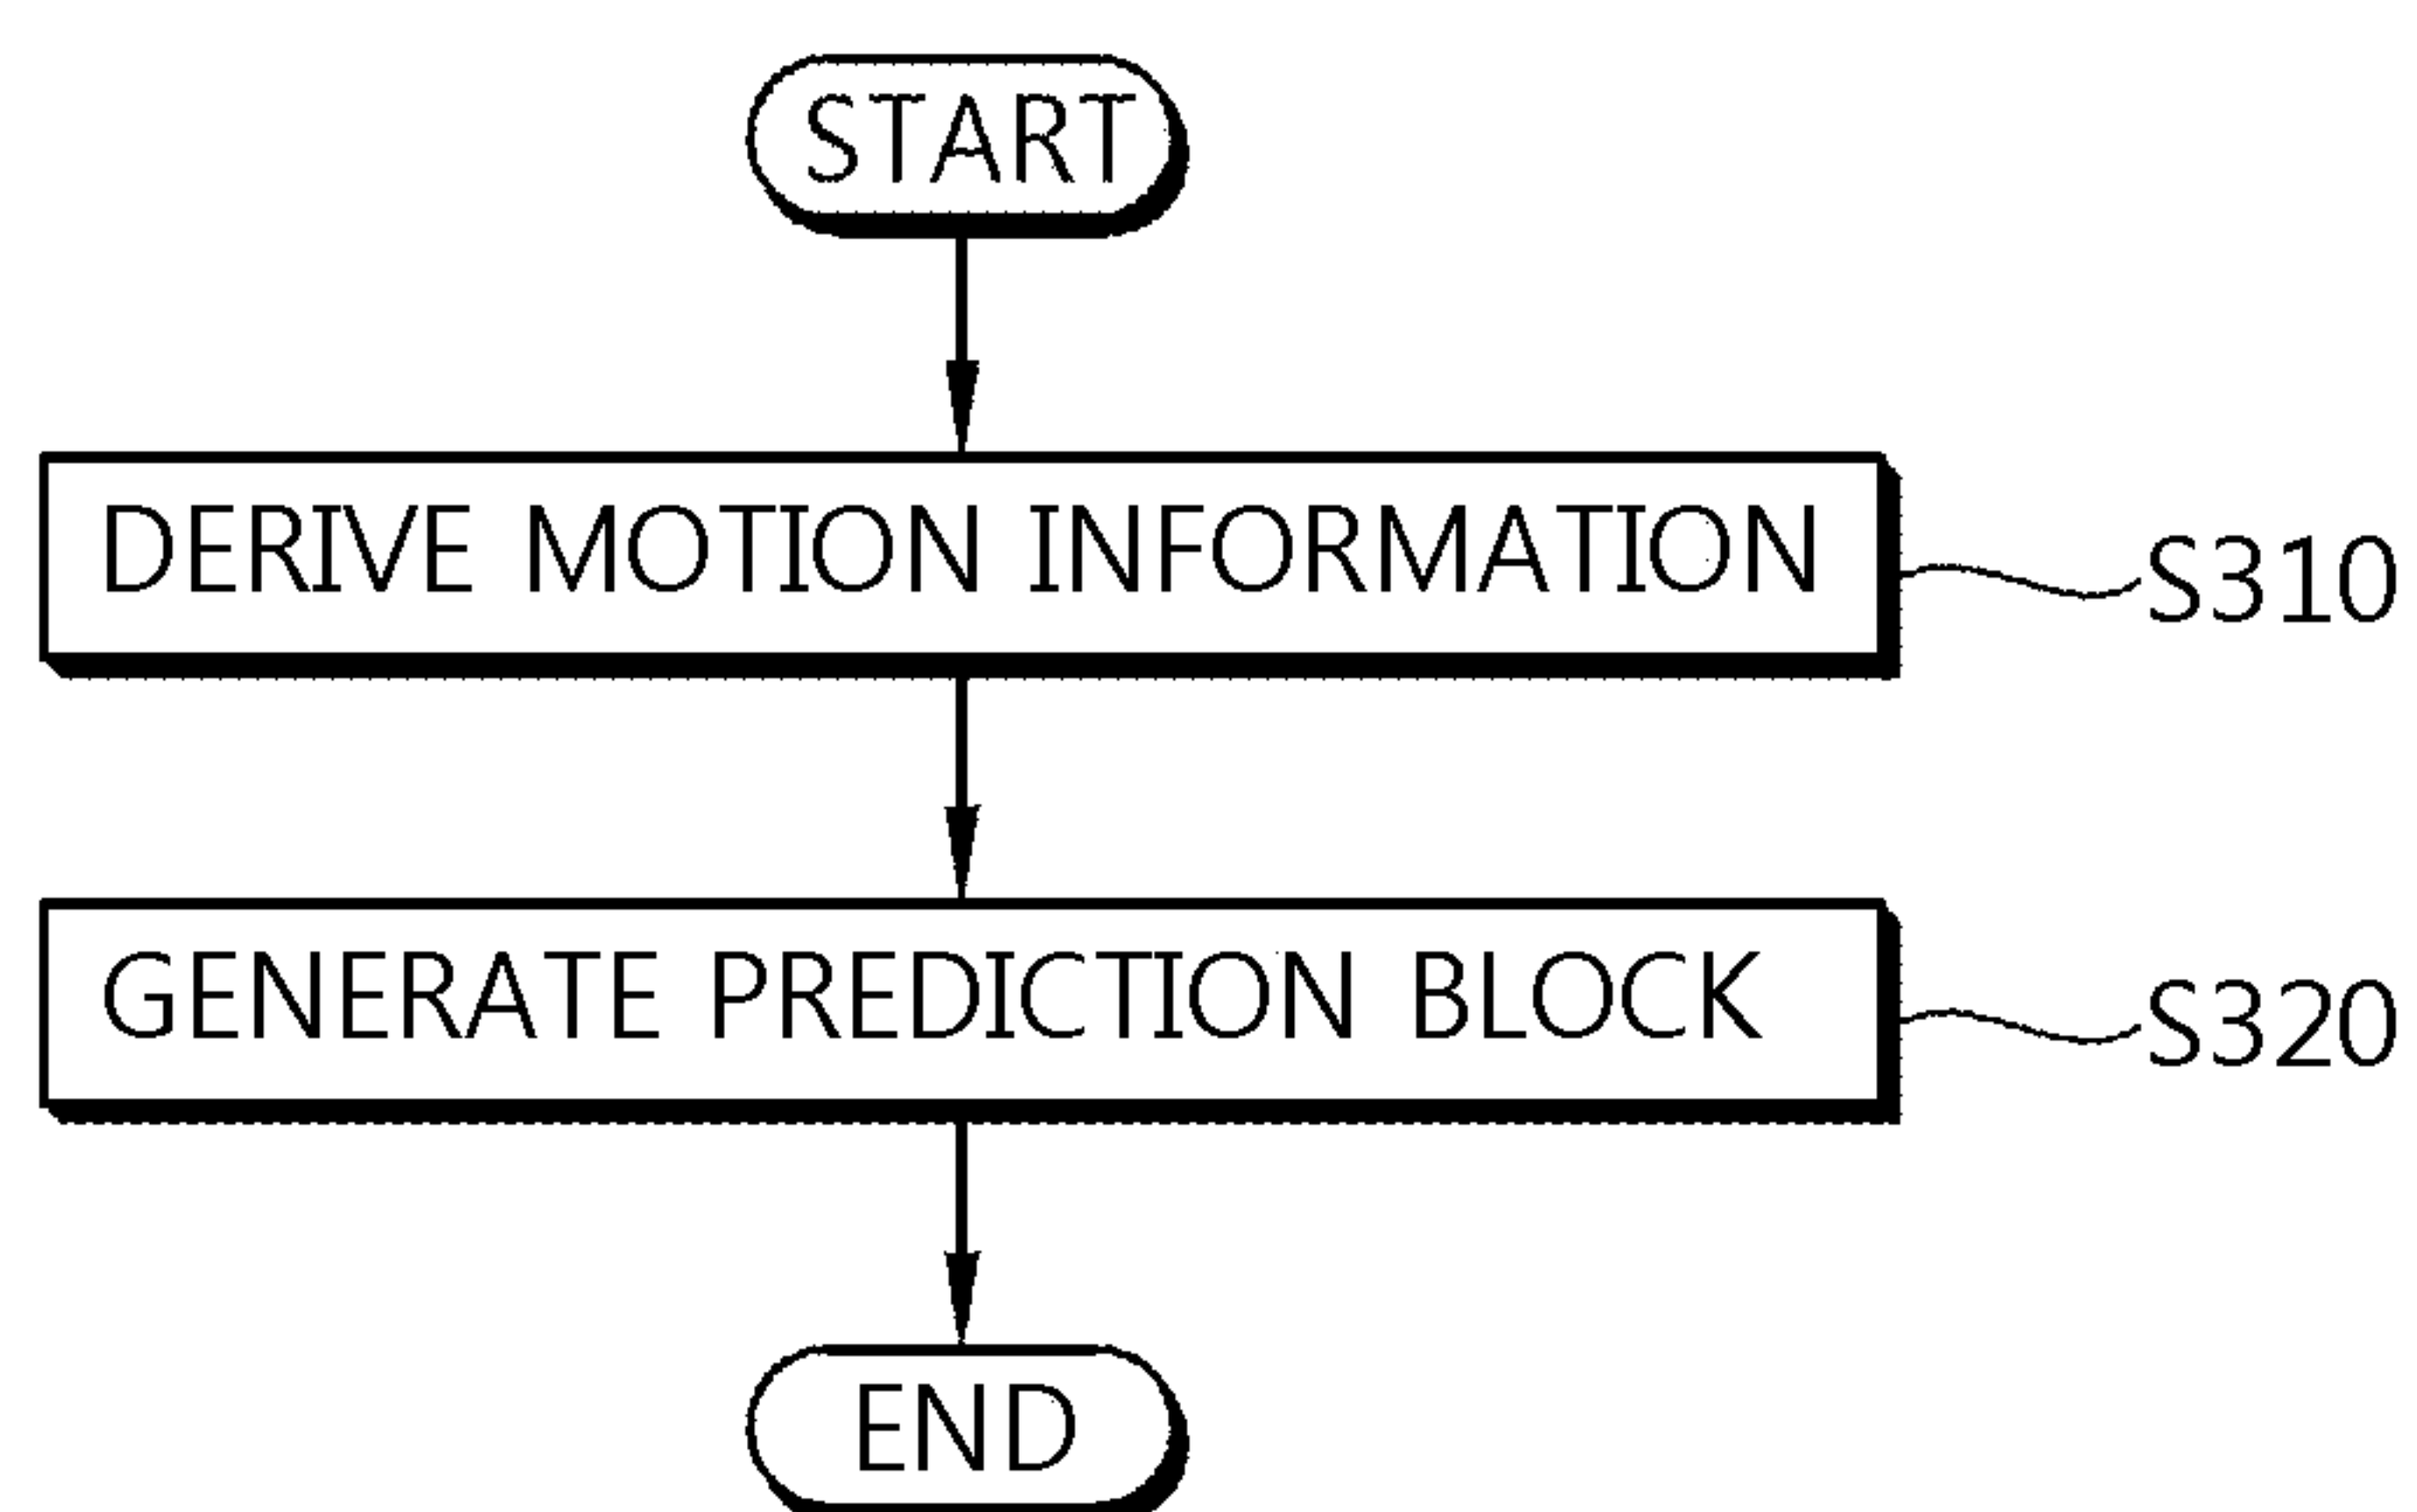 START
DERIVE MOTION INFORMATION
S310
GENERATE PREDICTION BLOCK
S320
END